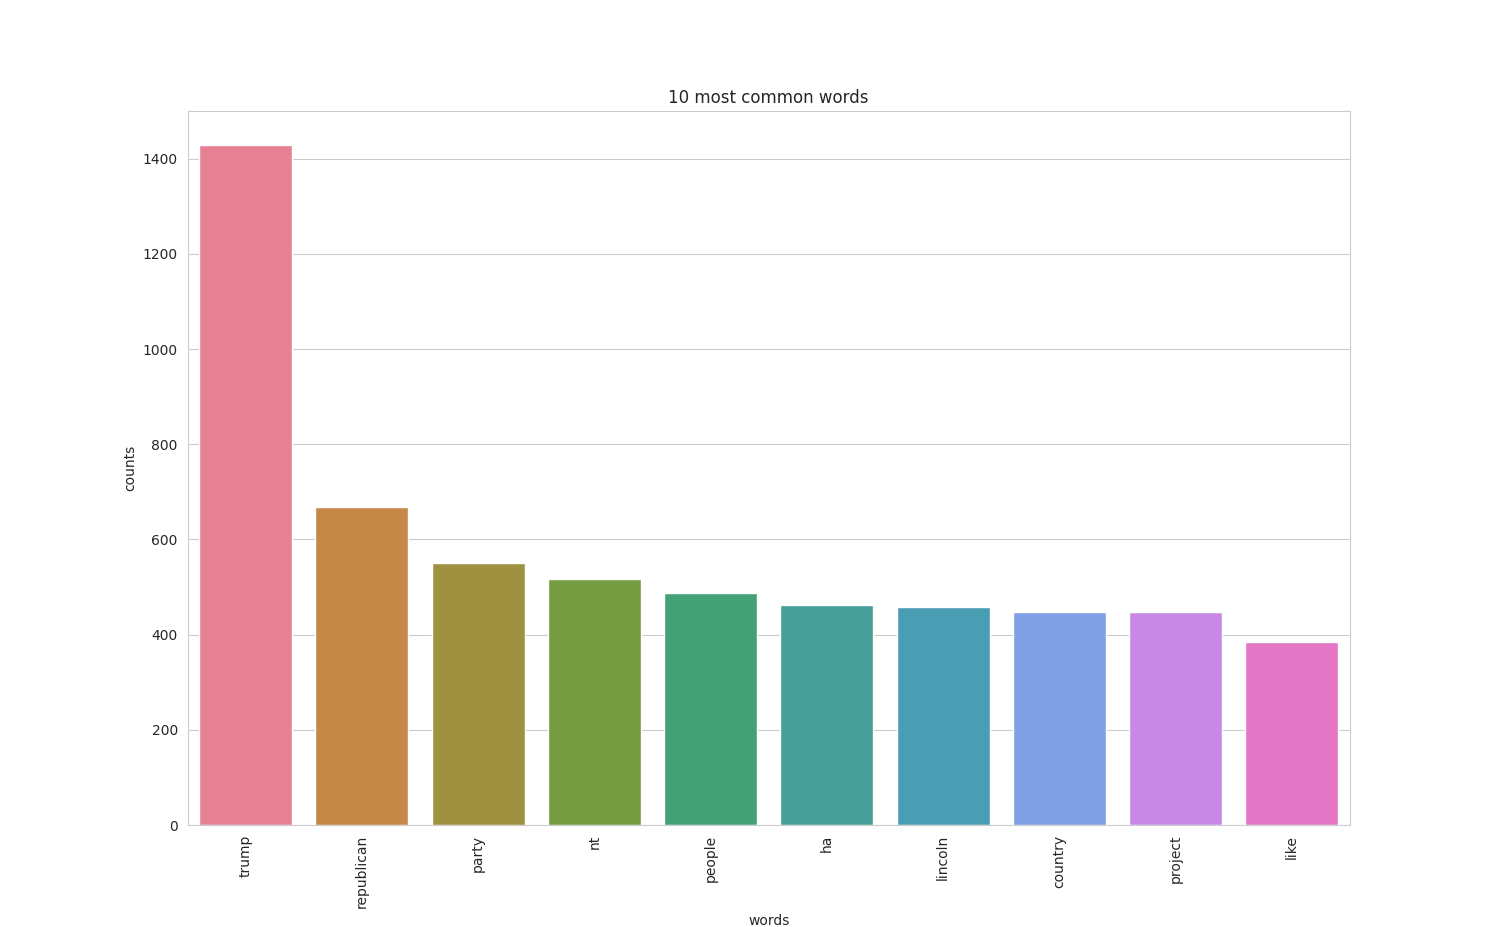 10 most common words
counts
1400
1200
1000
800
600
400
200
0
trump
republican
party
nt
people
ha
lincoln
country
project
like
words